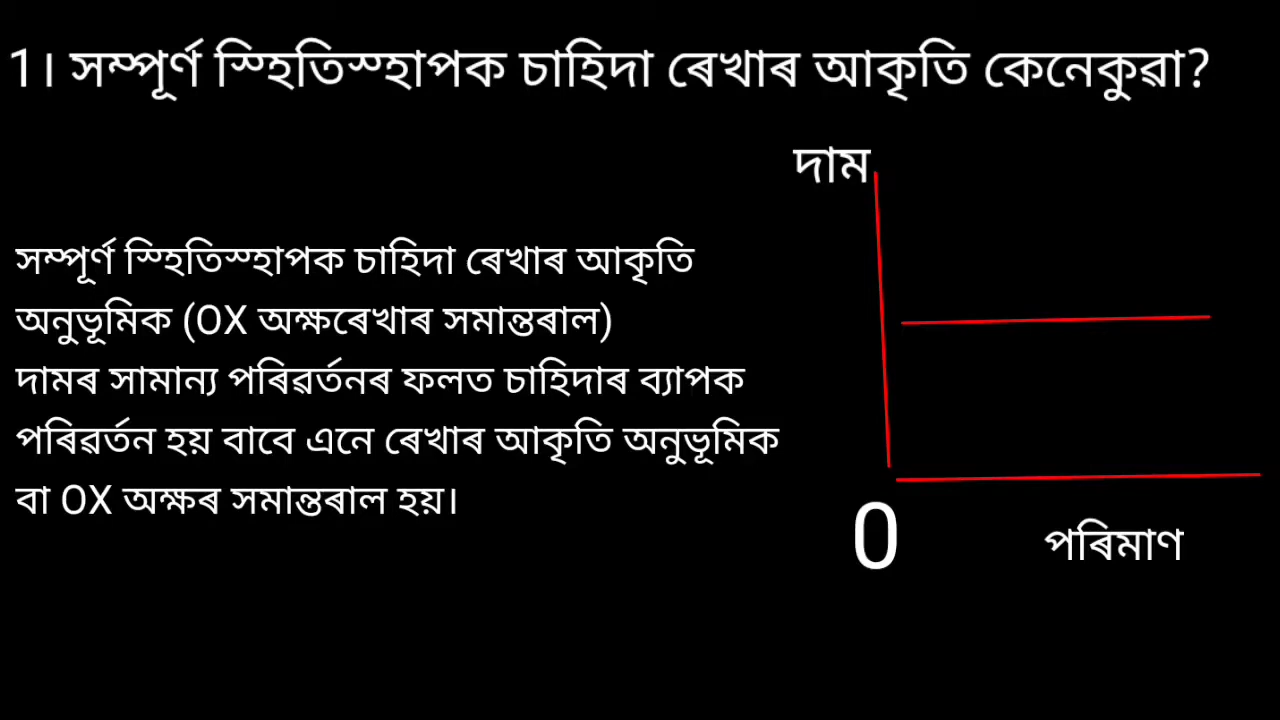 1। সম্পূৰ্ণ স্হিতিস্হাপক চাহিদা ৰেখাৰ আকৃতি কেনেকুৱা?
দাম
সম্পূৰ্ণ স্হিতিস্হাপক চাহিদা ৰেখাৰ আকৃতি
অনুভূমিক (OX অক্ষৰেখাৰ সমান্তৰাল)
দামৰ সামান্য পৰিৱৰ্তনৰ ফলত চাহিদাৰ ব্যাপক
পৰিৱৰ্তন হয় বাবে এনে ৰেখাৰ আকৃতি অনুভূমিক
বা OX অক্ষৰ সমান্তৰাল হয়।
0
পৰিমাণ